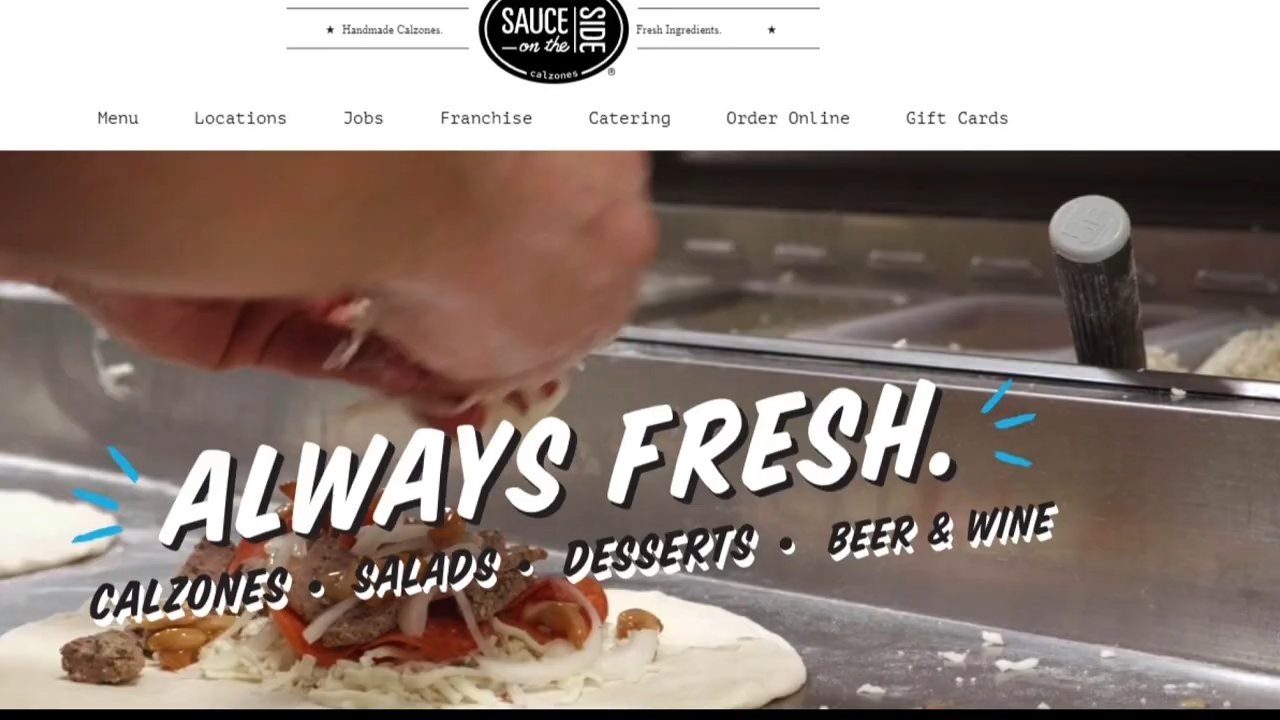 ★ Handmade Calzones.
SAUCE
on the
SIDE
calzones ®
Fresh Ingredients. ★
Menu Locations Jobs Franchise Catering Order Online Gift Cards
ALWAYS FRESH.
CALZONES • SALADS • DESSERTS • BEER & WINE